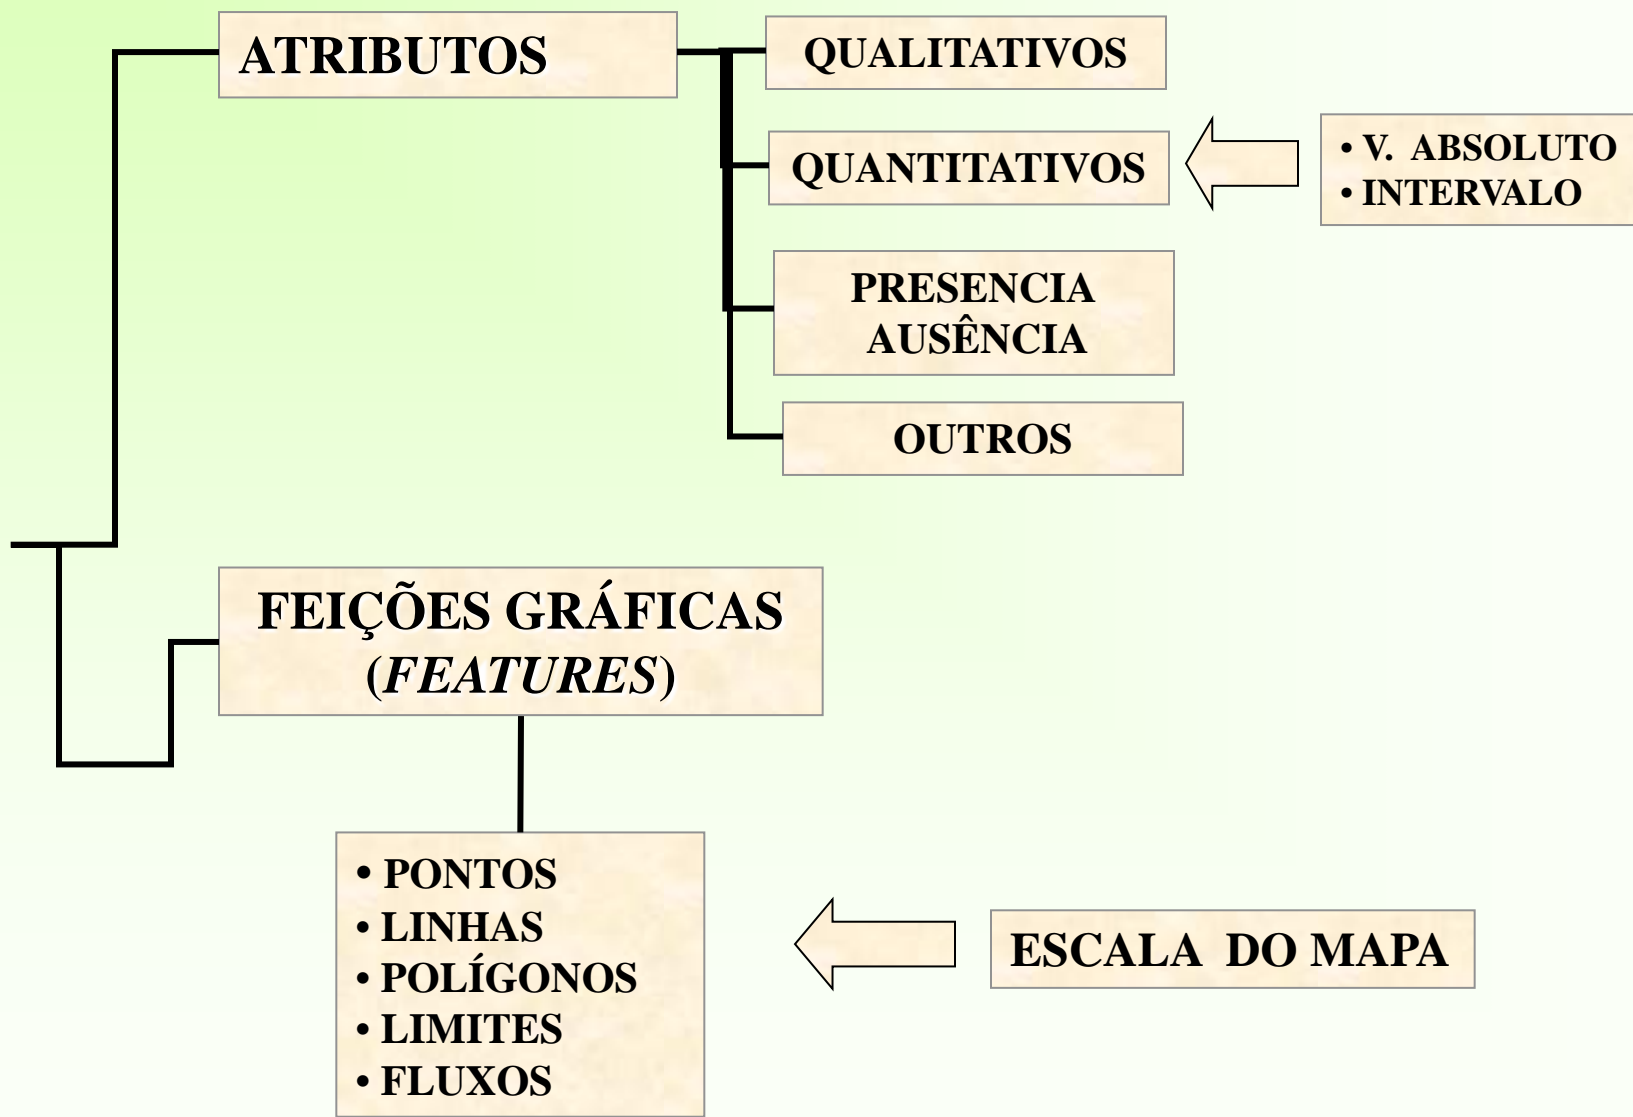 ATRIBUTOS
QUALITATIVOS
QUANTITATIVOS
• V. ABSOLUTO
• INTERVALO
PRESENCIA
AUSÊNCIA
OUTROS
FEIÇÕES GRÁFICAS
(FEATURES)
• PONTOS
• LINHAS
• POLÍGONOS
• LIMITES
• FLUXOS
ESCALA DO MAPA